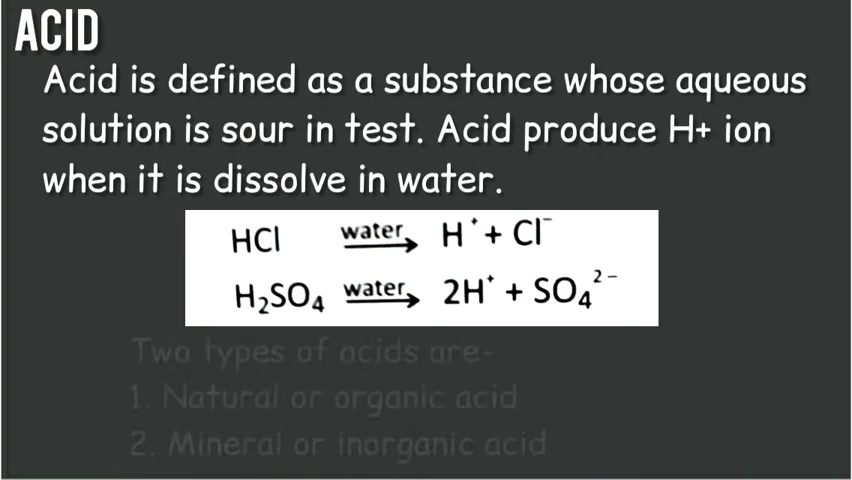 ACID
Acid is defined as a substance whose aqueous
solution is sour in test. Acid produce H+ ion
when it is dissolve in water.
HCl water→ H⁺ + Cl⁻
H₂SO₄ water→ 2H⁺ + SO₄²⁻
Two types of acids are-
1. Natural or organic acid
2. Mineral or inorganic acid